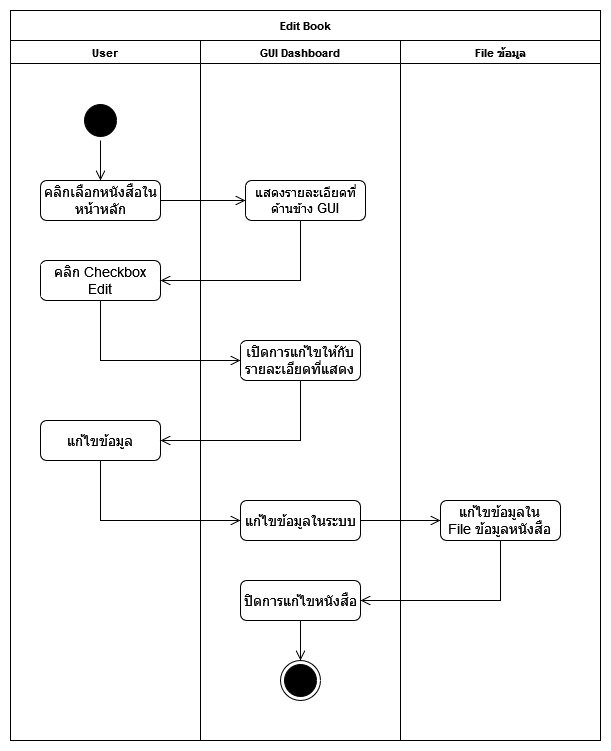 Edit Book
User
GUI Dashboard
File ข้อมูล
คลิกเลือกหนังสือใน
หน้าหลัก
แสดงรายละเอียดที่
ด้านข้าง GUI
คลิก Checkbox
Edit
เปิดการแก้ไขให้กับ
รายละเอียดที่แสดง
แก้ไขข้อมูล
แก้ไขข้อมูลในระบบ
แก้ไขข้อมูลใน
File ข้อมูลหนังสือ
ปิดการแก้ไขหนังสือ